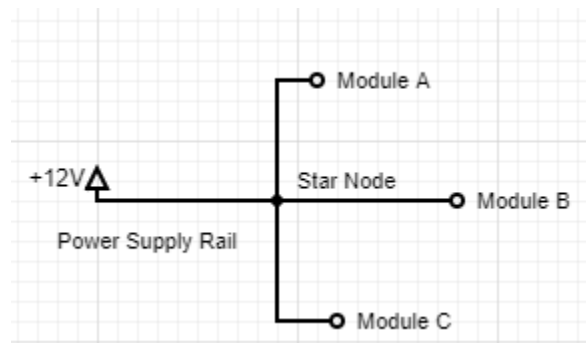 Module A
+12V
Star Node
Module B
Power Supply Rail
Module C